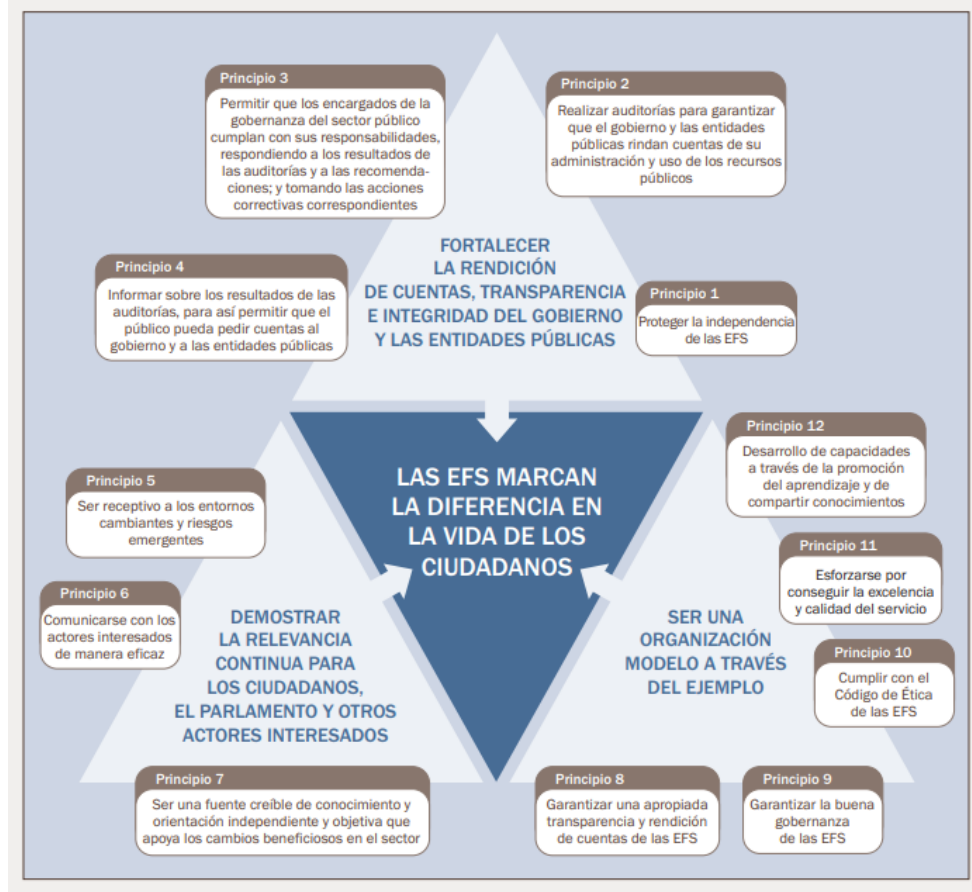 Principio 3
Permitir que los encargados de la
gobernanza del sector público
cumplan con sus responsabilidades,
respondiendo a los resultados de
las auditorías y a las recomenda-
ciones; y tomando las acciones
correctivas correspondientes
Principio 2
Realizar auditorías para garantizar
que el gobierno y las entidades
públicas rindan cuentas de su
administración y uso de los recursos
públicos
Principio 4
Informar sobre los resultados de las
auditorías, para así permitir que el
público pueda pedir cuentas al
gobierno y a las entidades públicas
FORTALECER
LA RENDICIÓN
DE CUENTAS, TRANSPARENCIA
E INTEGRIDAD DEL GOBIERNO
Y LAS ENTIDADES PÚBLICAS
Principio 1
Proteger la independencia
de las EFS
LAS EFS MARCAN
LA DIFERENCIA EN
LA VIDA DE LOS
CIUDADANOS
Principio 12
Desarrollo de capacidades
a través de la promoción
del aprendizaje y de
compartir conocimientos
Principio 5
Ser receptivo a los entornos
cambiantes y riesgos
emergentes
Principio 11
Esforzarse por
conseguir la excelencia
y calidad del servicio
Principio 6
Comunicarse con los
actores interesados
de manera eficaz
DEMOSTRAR
LA RELEVANCIA
CONTINUA PARA
LOS CIUDADANOS,
EL PARLAMENTO Y OTROS
ACTORES INTERESADOS
SER UNA
ORGANIZACIÓN
MODELO A TRAVÉS
DEL EJEMPLO
Principio 10
Cumplir con el
Código de Ética
de las EFS
Principio 7
Ser una fuente creíble de conocimiento y
orientación independiente y objetiva que
apoya los cambios beneficiosos en el sector
Principio 8
Garantizar una apropiada
transparencia y rendición
de cuentas de las EFS
Principio 9
Garantizar la buena
gobernanza
de las EFS